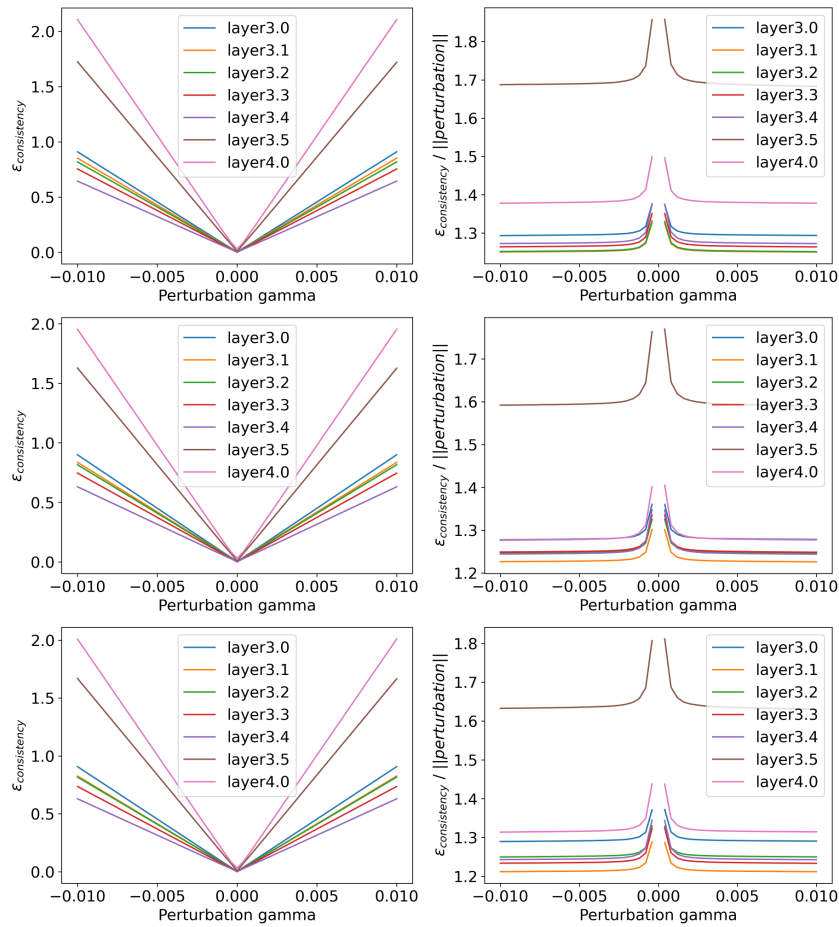 2.0
1.5
1.0
0.5
0.0
ε_consistency
layer3.0
layer3.1
layer3.2
layer3.3
layer3.4
layer3.5
layer4.0
−0.010 −0.005 0.000 0.005 0.010
Perturbation gamma
1.8
1.7
1.6
1.5
1.4
1.3
ε_consistency / ||perturbation||
layer3.0
layer3.1
layer3.2
layer3.3
layer3.4
layer3.5
layer4.0
−0.010 −0.005 0.000 0.005 0.010
Perturbation gamma
2.0
1.5
1.0
0.5
0.0
ε_consistency
layer3.0
layer3.1
layer3.2
layer3.3
layer3.4
layer3.5
layer4.0
−0.010 −0.005 0.000 0.005 0.010
Perturbation gamma
1.7
1.6
1.5
1.4
1.3
1.2
ε_consistency / ||perturbation||
layer3.0
layer3.1
layer3.2
layer3.3
layer3.4
layer3.5
layer4.0
−0.010 −0.005 0.000 0.005 0.010
Perturbation gamma
2.0
1.5
1.0
0.5
0.0
ε_consistency
layer3.0
layer3.1
layer3.2
layer3.3
layer3.4
layer3.5
layer4.0
−0.010 −0.005 0.000 0.005 0.010
Perturbation gamma
1.8
1.7
1.6
1.5
1.4
1.3
1.2
ε_consistency / ||perturbation||
layer3.0
layer3.1
layer3.2
layer3.3
layer3.4
layer3.5
layer4.0
−0.010 −0.005 0.000 0.005 0.010
Perturbation gamma